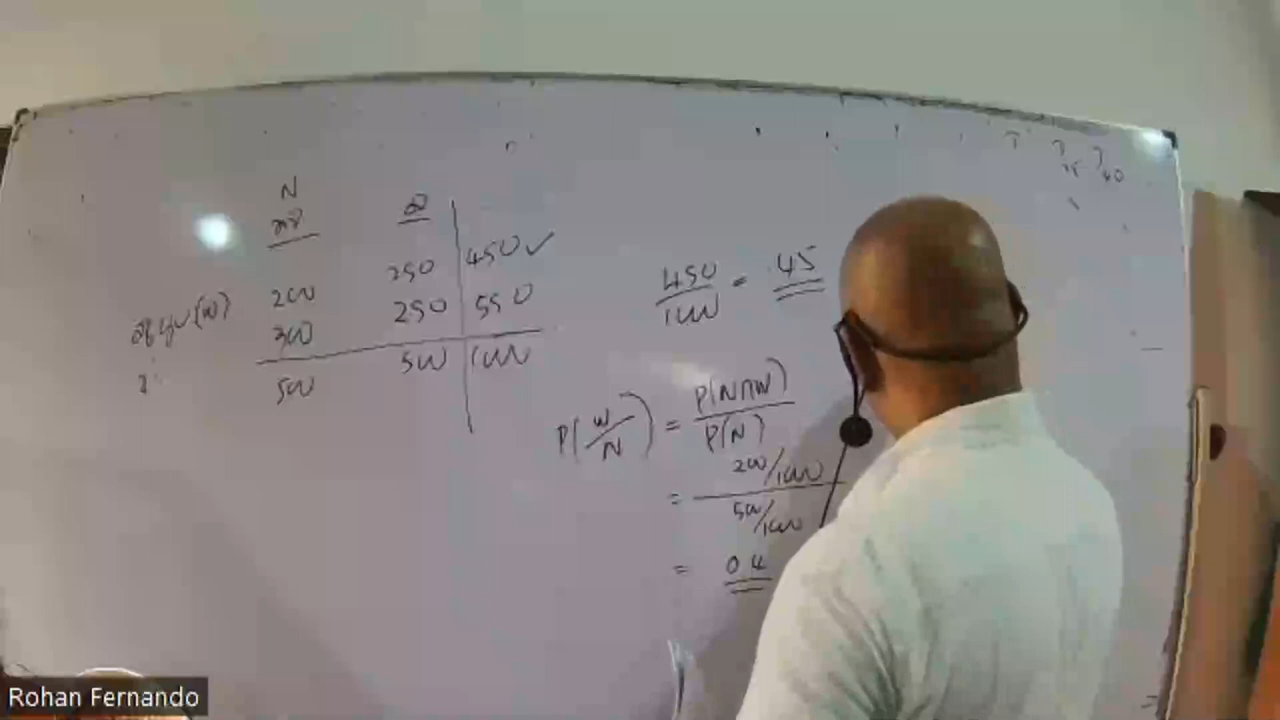 N
250 450 ✓
(W) 200 250 550
300
500 1000
500
450/1000 = 45
P(W/N) = P(N∩W)/P(N)
= 200/1000 / 500/1000
= 0.4
Rohan Fernando